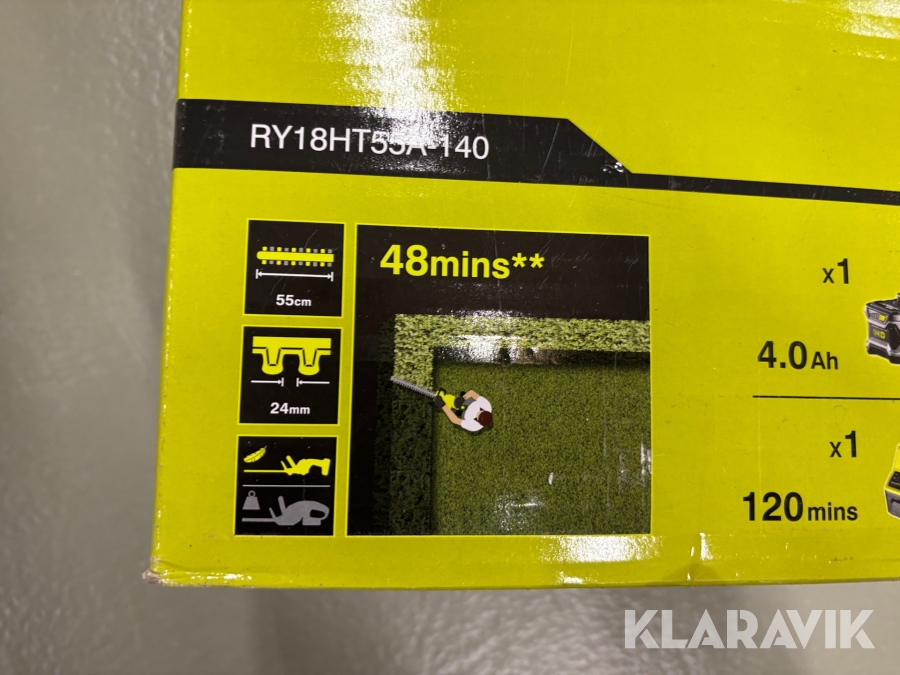 RY18HT55A-140
48mins**
55cm
24mm
x1
4.0Ah
x1
120mins
KLARAVIK